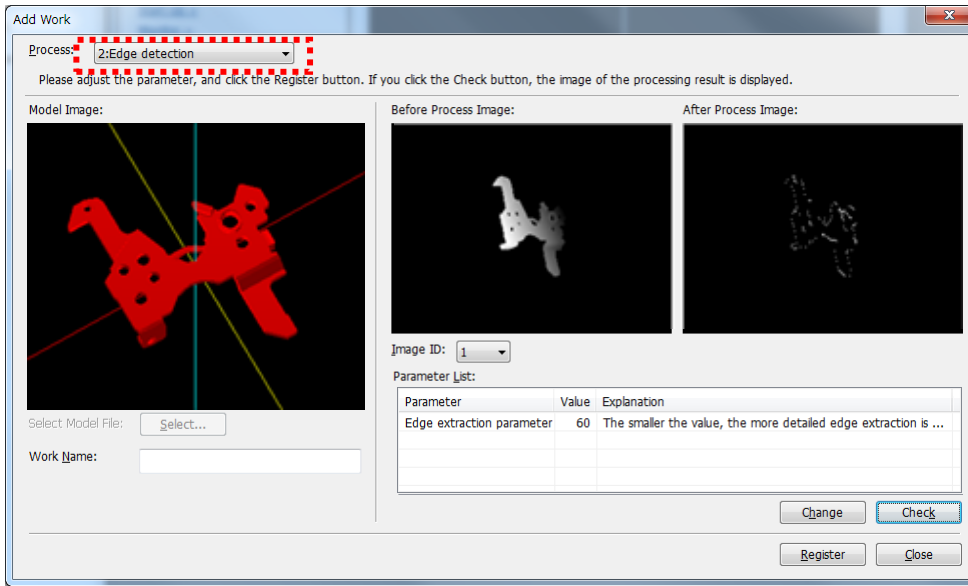 Add Work
Process:
2:Edge detection
Please adjust the parameter, and click the Register button. If you click the Check button, the image of the processing result is displayed.
Model Image:
Before Process Image:
After Process Image:
Image ID:
1
Parameter List:
Parameter Value Explanation
Edge extraction parameter 60 The smaller the value, the more detailed edge extraction is ...
Select Model File:
Select...
Work Name:
Change
Check
Register
Close